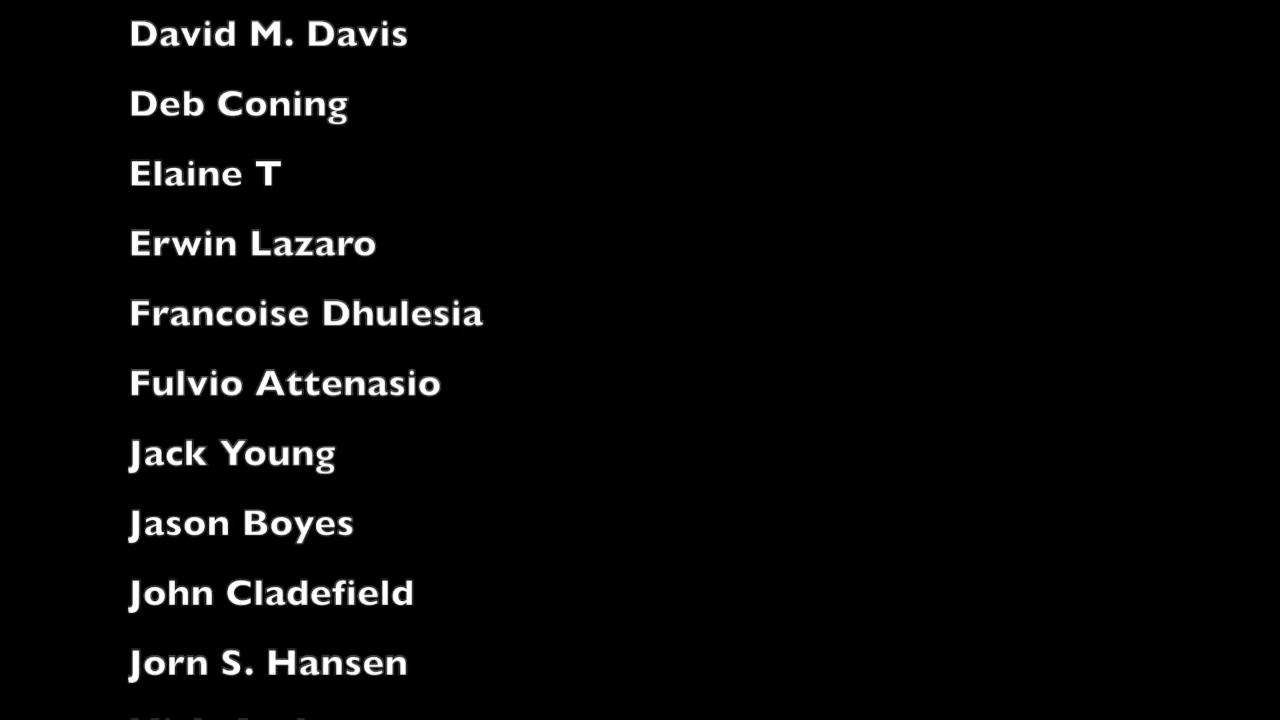 David M. Davis
Deb Coning
Elaine T
Erwin Lazaro
Francoise Dhulesia
Fulvio Attenasio
Jack Young
Jason Boyes
John Cladefield
Jorn S. Hansen